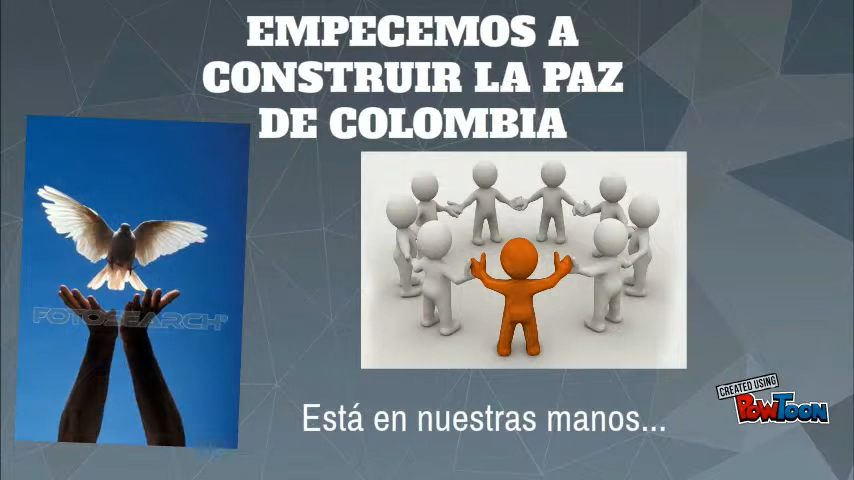 EMPECEMOS A
CONSTRUIR LA PAZ
DE COLOMBIA
FOTOSEARCH
Está en nuestras manos...
CREATED USING
POWTOON